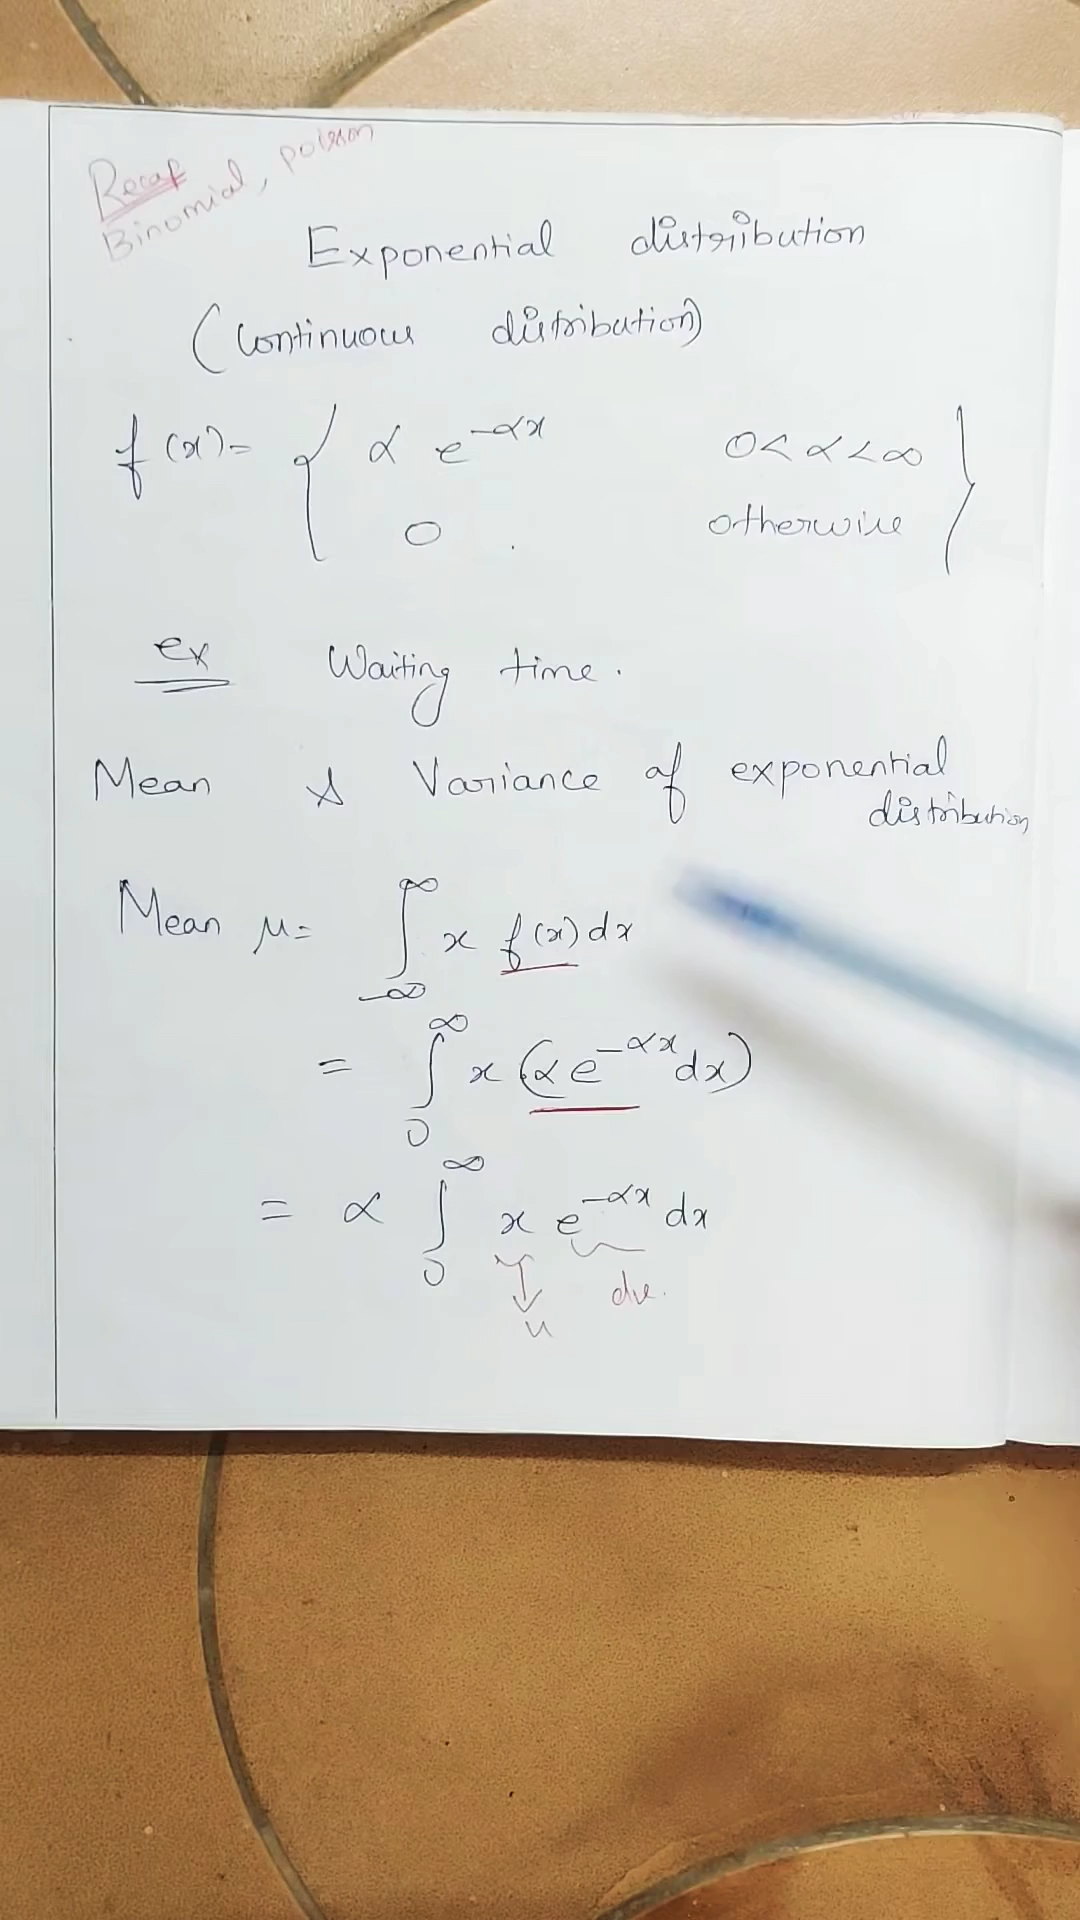 Recap
Binomial, poisson
Exponential distribution
(Continuous distribution)
f(x) = { α e^{-αx} 0 < α < ∞
0 . otherwise }
ex Waiting time.
Mean & Variance of exponential
distribution
Mean μ = ∫_{-∞}^{∞} x f(x) dx
= ∫_0^∞ x (αe^{-αx} dx)
= α ∫_0^∞ x e^{-αx} dx
u dv.